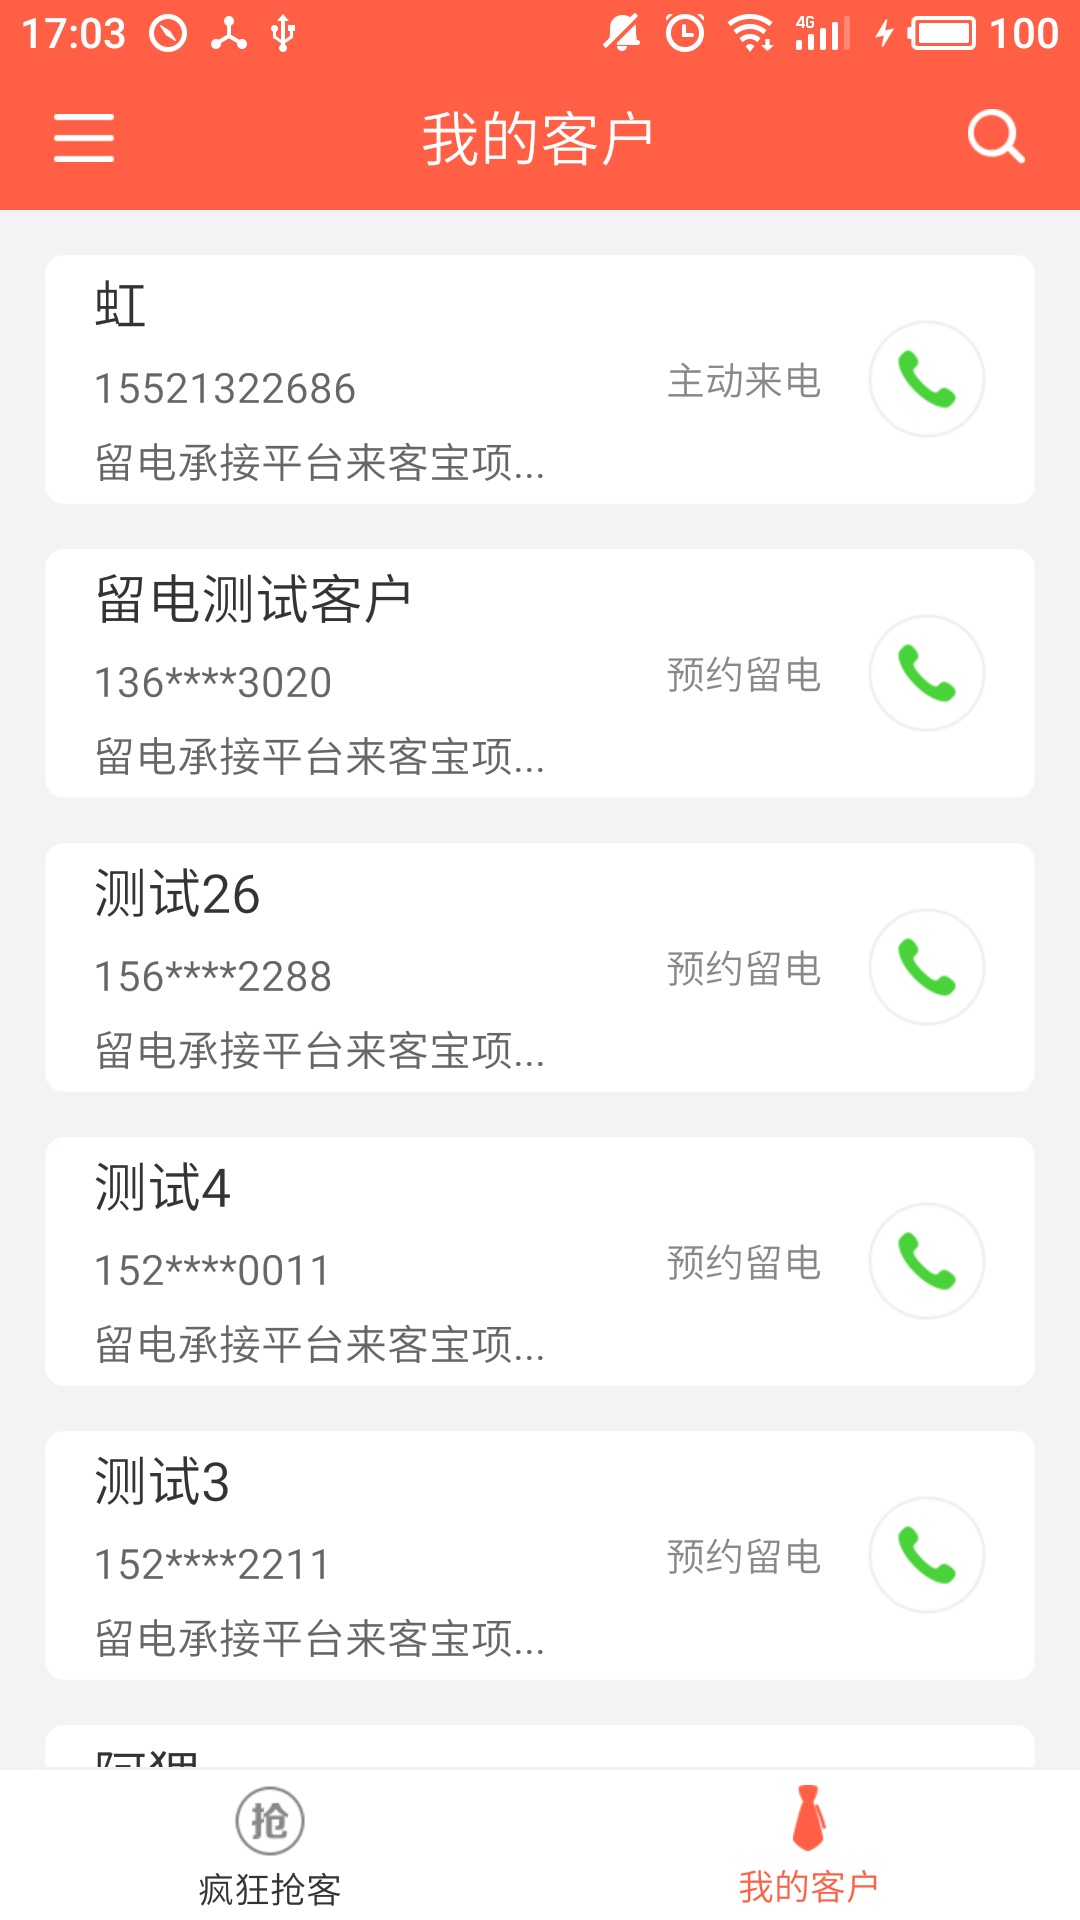 17:03 4G 100
我的客户
虹
15521322686
主动来电
留电承接平台来客宝项...
留电测试客户
136****3020
预约留电
留电承接平台来客宝项...
测试26
156****2288
预约留电
留电承接平台来客宝项...
测试4
152****0011
预约留电
留电承接平台来客宝项...
测试3
152****2211
预约留电
留电承接平台来客宝项...
抢
疯狂抢客
我的客户